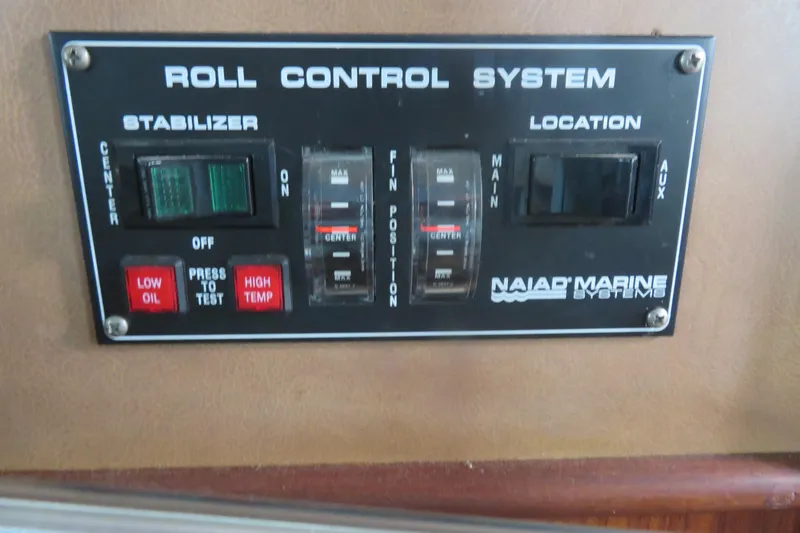 ROLL CONTROL SYSTEM
STABILIZER
LOCATION
CENTER
ON
OFF
LOW
OIL
PRESS
TO
TEST
HIGH
TEMP
MAX
CENTER
MAX
FIN POSITION
MAX
CENTER
MAX
MAIN
AUX
NAIAD® MARINE
SYSTEMS